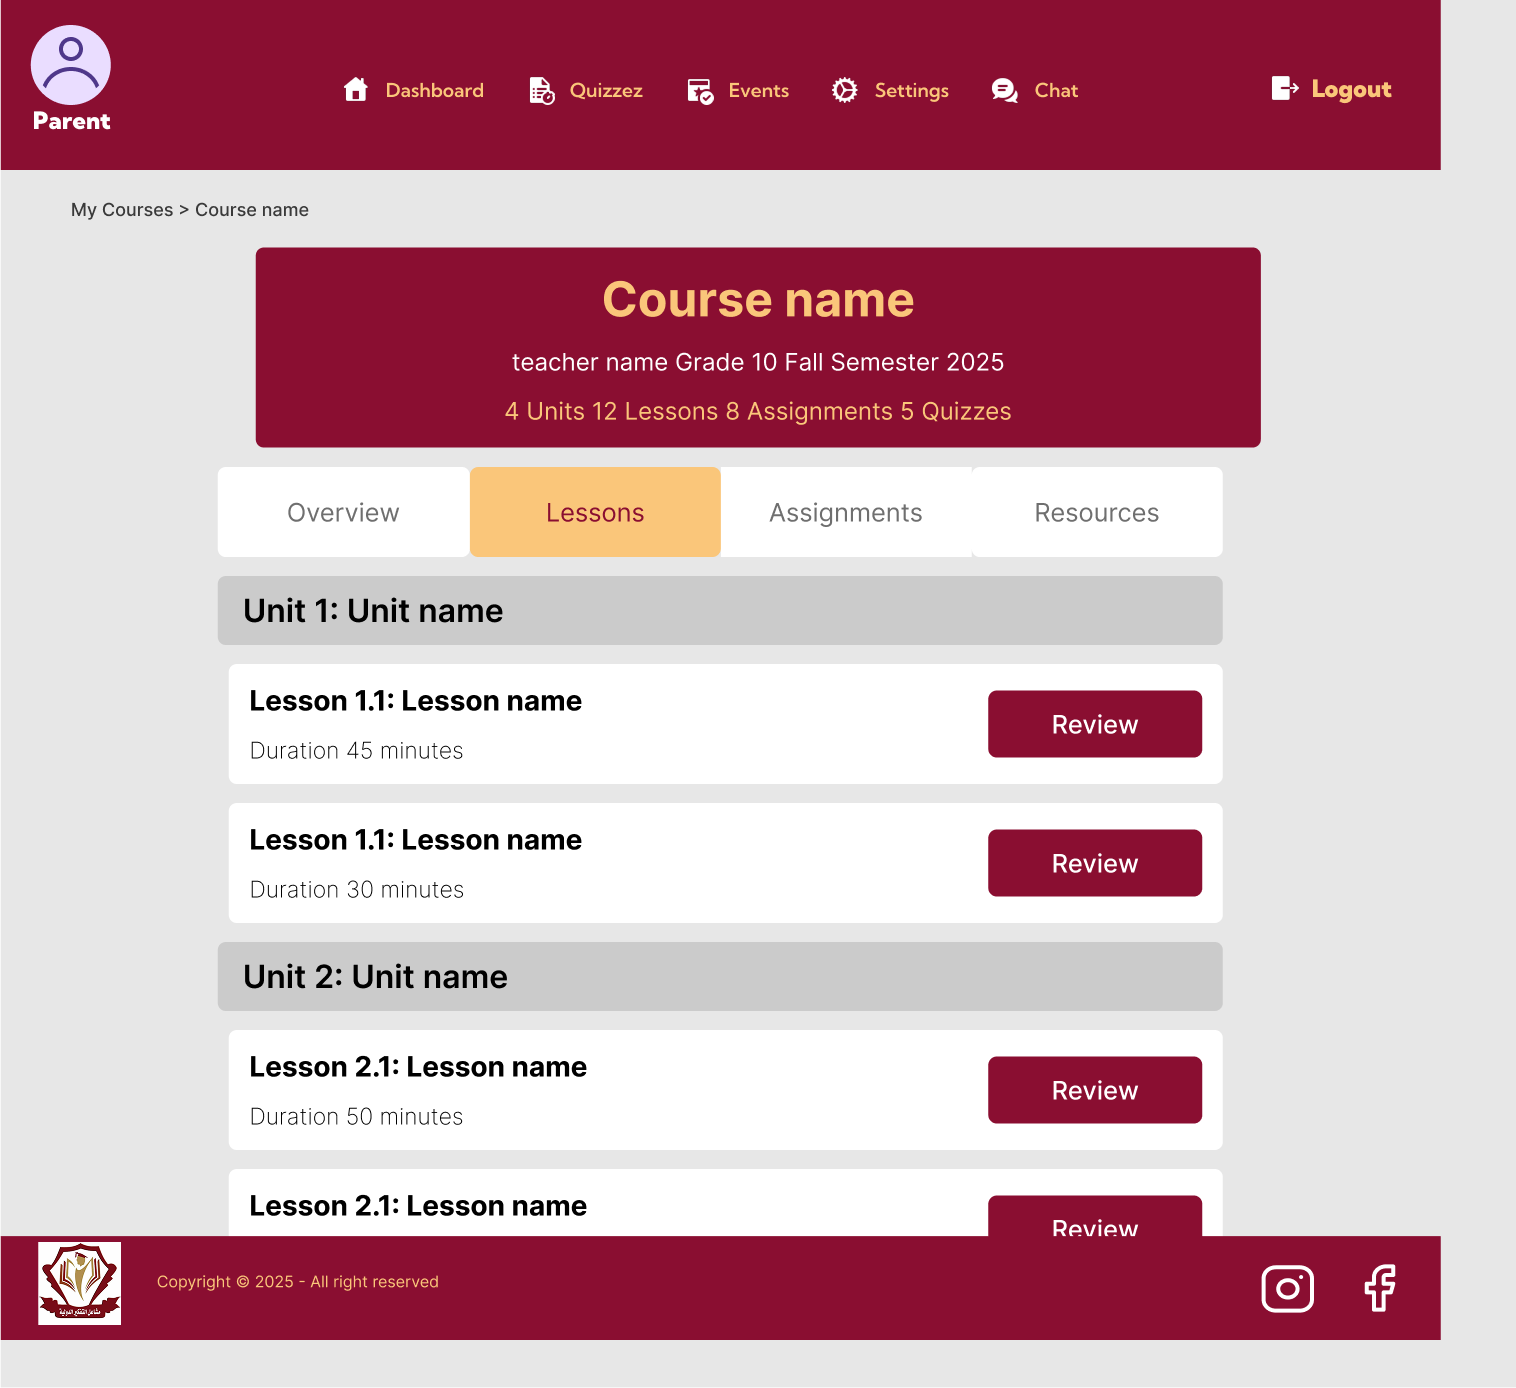 Parent
Dashboard
Quizzez
Events
Settings
Chat
Logout
My Courses > Course name
Course name
teacher name Grade 10 Fall Semester 2025
4 Units 12 Lessons 8 Assignments 5 Quizzes
Overview
Lessons
Assignments
Resources
Unit 1: Unit name
Lesson 1.1: Lesson name
Duration 45 minutes
Review
Lesson 1.1: Lesson name
Duration 30 minutes
Review
Unit 2: Unit name
Lesson 2.1: Lesson name
Duration 50 minutes
Review
Lesson 2.1: Lesson name
Review
مشاعل التفكير الدولية
Copyright © 2025 - All right reserved